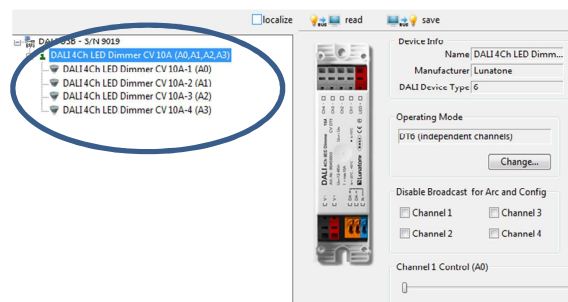 localize
read
save
DALI USB - S/N 9019
DALI 4Ch LED Dimmer CV 10A (A0,A1,A2,A3)
DALI 4Ch LED Dimmer CV 10A-1 (A0)
DALI 4Ch LED Dimmer CV 10A-2 (A1)
DALI 4Ch LED Dimmer CV 10A-3 (A2)
DALI 4Ch LED Dimmer CV 10A-4 (A3)
Device Info
Name DALI 4Ch LED Dimm...
Manufacturer Lunatone
DALI Device Type 6
Operating Mode
DT6 (independent channels)
Change...
Disable Broadcast for Arc and Config
Channel 1
Channel 3
Channel 2
Channel 4
Channel 1 Control (A0)
DALI 4Ch LED Dimme
Lunatone